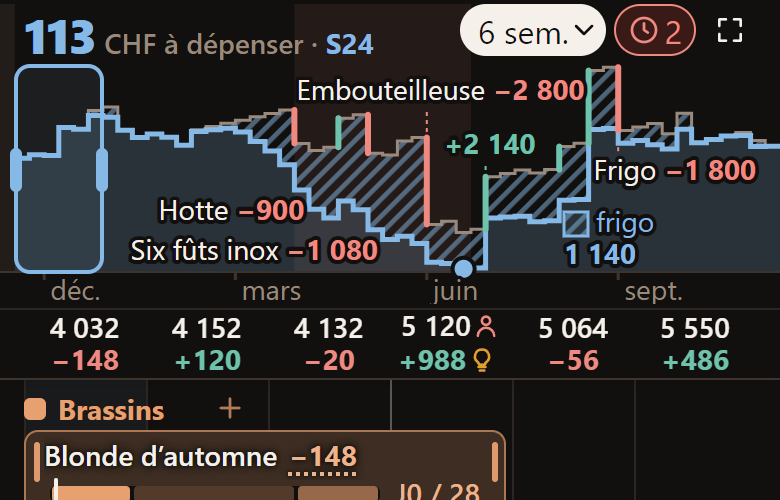 113 CHF à dépenser · S24
6 sem.
2
Embouteilleuse −2 800
+2 140
Frigo −1 800
Hotte −900
frigo
1 140
Six fûts inox −1 080
déc. mars juin sept.
4 032 4 152 4 132 5 120 5 064 5 550
−148 +120 −20 +988 −56 +486
Brassins +
Blonde d’automne −148
J0 / 28